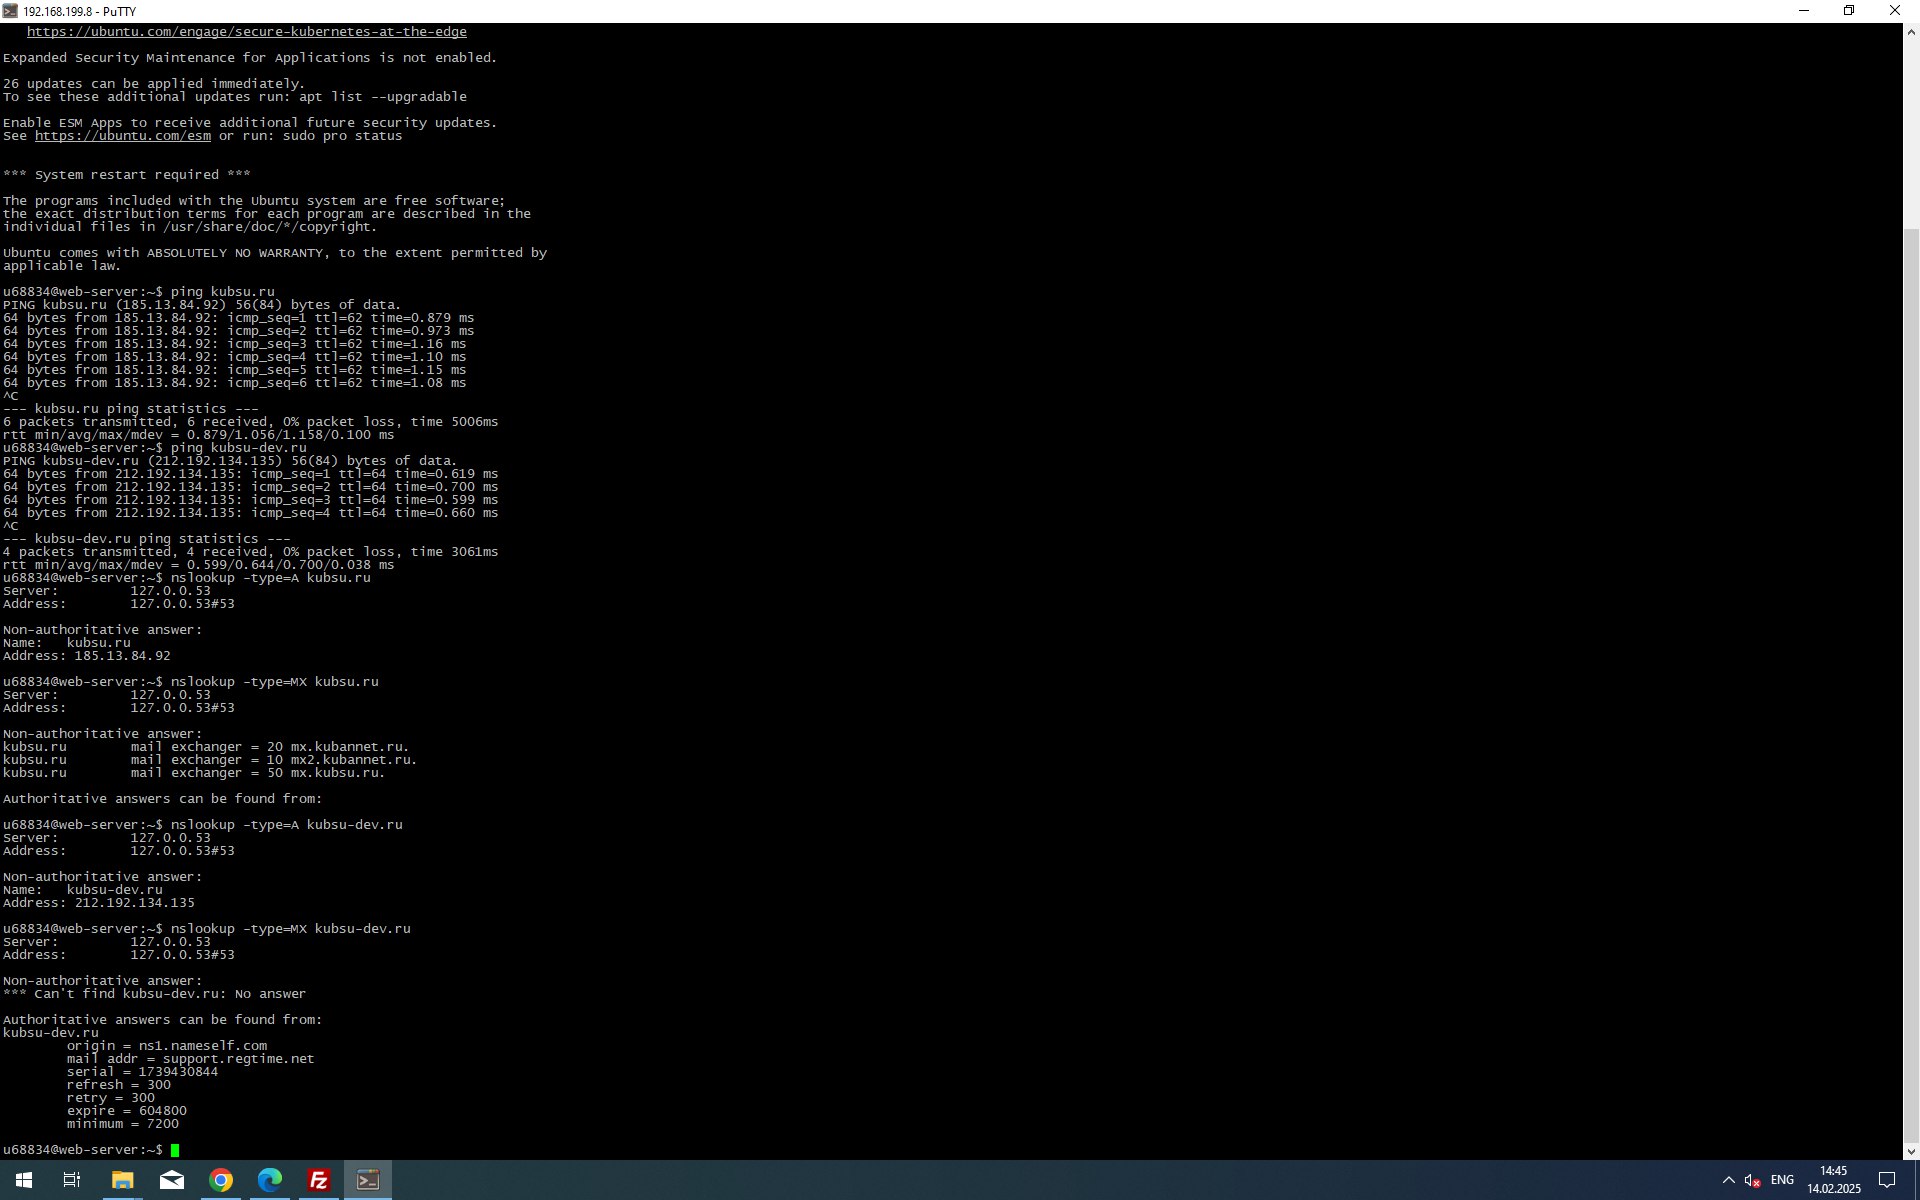 192.168.199.8 - PuTTY
https://ubuntu.com/engage/secure-kubernetes-at-the-edge
Expanded Security Maintenance for Applications is not enabled.
26 updates can be applied immediately.
To see these additional updates run: apt list --upgradable
Enable ESM Apps to receive additional future security updates.
See https://ubuntu.com/esm or run: sudo pro status
*** System restart required ***
The programs included with the Ubuntu system are free software;
the exact distribution terms for each program are described in the
individual files in /usr/share/doc/*/copyright.
Ubuntu comes with ABSOLUTELY NO WARRANTY, to the extent permitted by
applicable law.
u68834@web-server:~$ ping kubsu.ru
PING kubsu.ru (185.13.84.92) 56(84) bytes of data.
64 bytes from 185.13.84.92: icmp_seq=1 ttl=62 time=0.879 ms
64 bytes from 185.13.84.92: icmp_seq=2 ttl=62 time=0.973 ms
64 bytes from 185.13.84.92: icmp_seq=3 ttl=62 time=1.16 ms
64 bytes from 185.13.84.92: icmp_seq=4 ttl=62 time=1.10 ms
64 bytes from 185.13.84.92: icmp_seq=5 ttl=62 time=1.15 ms
64 bytes from 185.13.84.92: icmp_seq=6 ttl=62 time=1.08 ms
^C
--- kubsu.ru ping statistics ---
6 packets transmitted, 6 received, 0% packet loss, time 5006ms
rtt min/avg/max/mdev = 0.879/1.056/1.158/0.100 ms
u68834@web-server:~$ ping kubsu-dev.ru
PING kubsu-dev.ru (212.192.134.135) 56(84) bytes of data.
64 bytes from 212.192.134.135: icmp_seq=1 ttl=64 time=0.619 ms
64 bytes from 212.192.134.135: icmp_seq=2 ttl=64 time=0.700 ms
64 bytes from 212.192.134.135: icmp_seq=3 ttl=64 time=0.599 ms
64 bytes from 212.192.134.135: icmp_seq=4 ttl=64 time=0.660 ms
^C
--- kubsu-dev.ru ping statistics ---
4 packets transmitted, 4 received, 0% packet loss, time 3061ms
rtt min/avg/max/mdev = 0.599/0.644/0.700/0.038 ms
u68834@web-server:~$ nslookup -type=A kubsu.ru
Server:         127.0.0.53
Address:        127.0.0.53#53
Non-authoritative answer:
Name:   kubsu.ru
Address: 185.13.84.92
u68834@web-server:~$ nslookup -type=MX kubsu.ru
Server:         127.0.0.53
Address:        127.0.0.53#53
Non-authoritative answer:
kubsu.ru        mail exchanger = 20 mx.kubannet.ru.
kubsu.ru        mail exchanger = 10 mx2.kubannet.ru.
kubsu.ru        mail exchanger = 50 mx.kubsu.ru.
Authoritative answers can be found from:
u68834@web-server:~$ nslookup -type=A kubsu-dev.ru
Server:         127.0.0.53
Address:        127.0.0.53#53
Non-authoritative answer:
Name:   kubsu-dev.ru
Address: 212.192.134.135
u68834@web-server:~$ nslookup -type=MX kubsu-dev.ru
Server:         127.0.0.53
Address:        127.0.0.53#53
Non-authoritative answer:
*** Can't find kubsu-dev.ru: No answer
Authoritative answers can be found from:
kubsu-dev.ru
origin = ns1.nameself.com
mail addr = support.regtime.net
serial = 1739430844
refresh = 300
retry = 300
expire = 604800
minimum = 7200
u68834@web-server:~$
Fz
ENG
14:45
14.02.2025